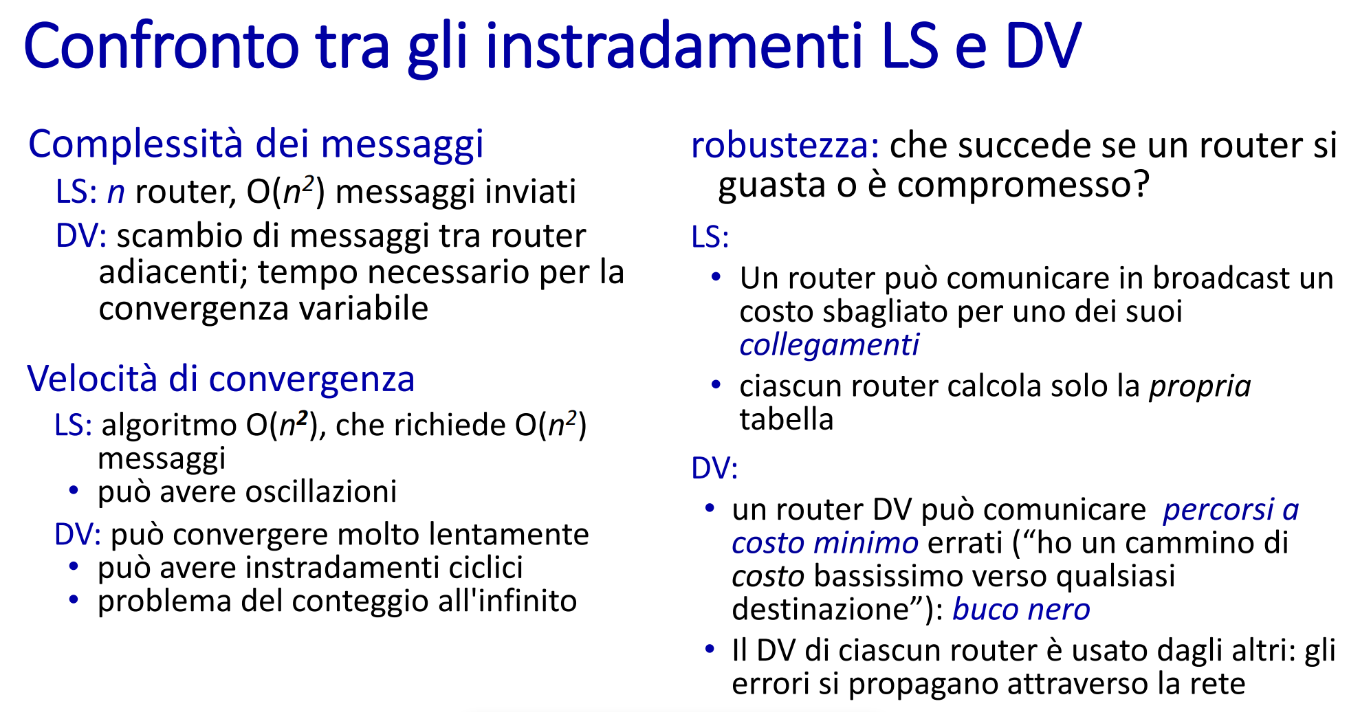 Confronto tra gli instradamenti LS e DV
Complessità dei messaggi
LS: n router, O(n²) messaggi inviati
DV: scambio di messaggi tra router
adiacenti; tempo necessario per la
convergenza variabile
Velocità di convergenza
LS: algoritmo O(n²), che richiede O(n²)
messaggi
• può avere oscillazioni
DV: può convergere molto lentamente
• può avere instradamenti ciclici
• problema del conteggio all'infinito
robustezza: che succede se un router si
guasta o è compromesso?
LS:
• Un router può comunicare in broadcast un
costo sbagliato per uno dei suoi
collegamenti
• ciascun router calcola solo la propria
tabella
DV:
• un router DV può comunicare percorsi a
costo minimo errati (“ho un cammino di
costo bassissimo verso qualsiasi
destinazione”): buco nero
• Il DV di ciascun router è usato dagli altri: gli
errori si propagano attraverso la rete